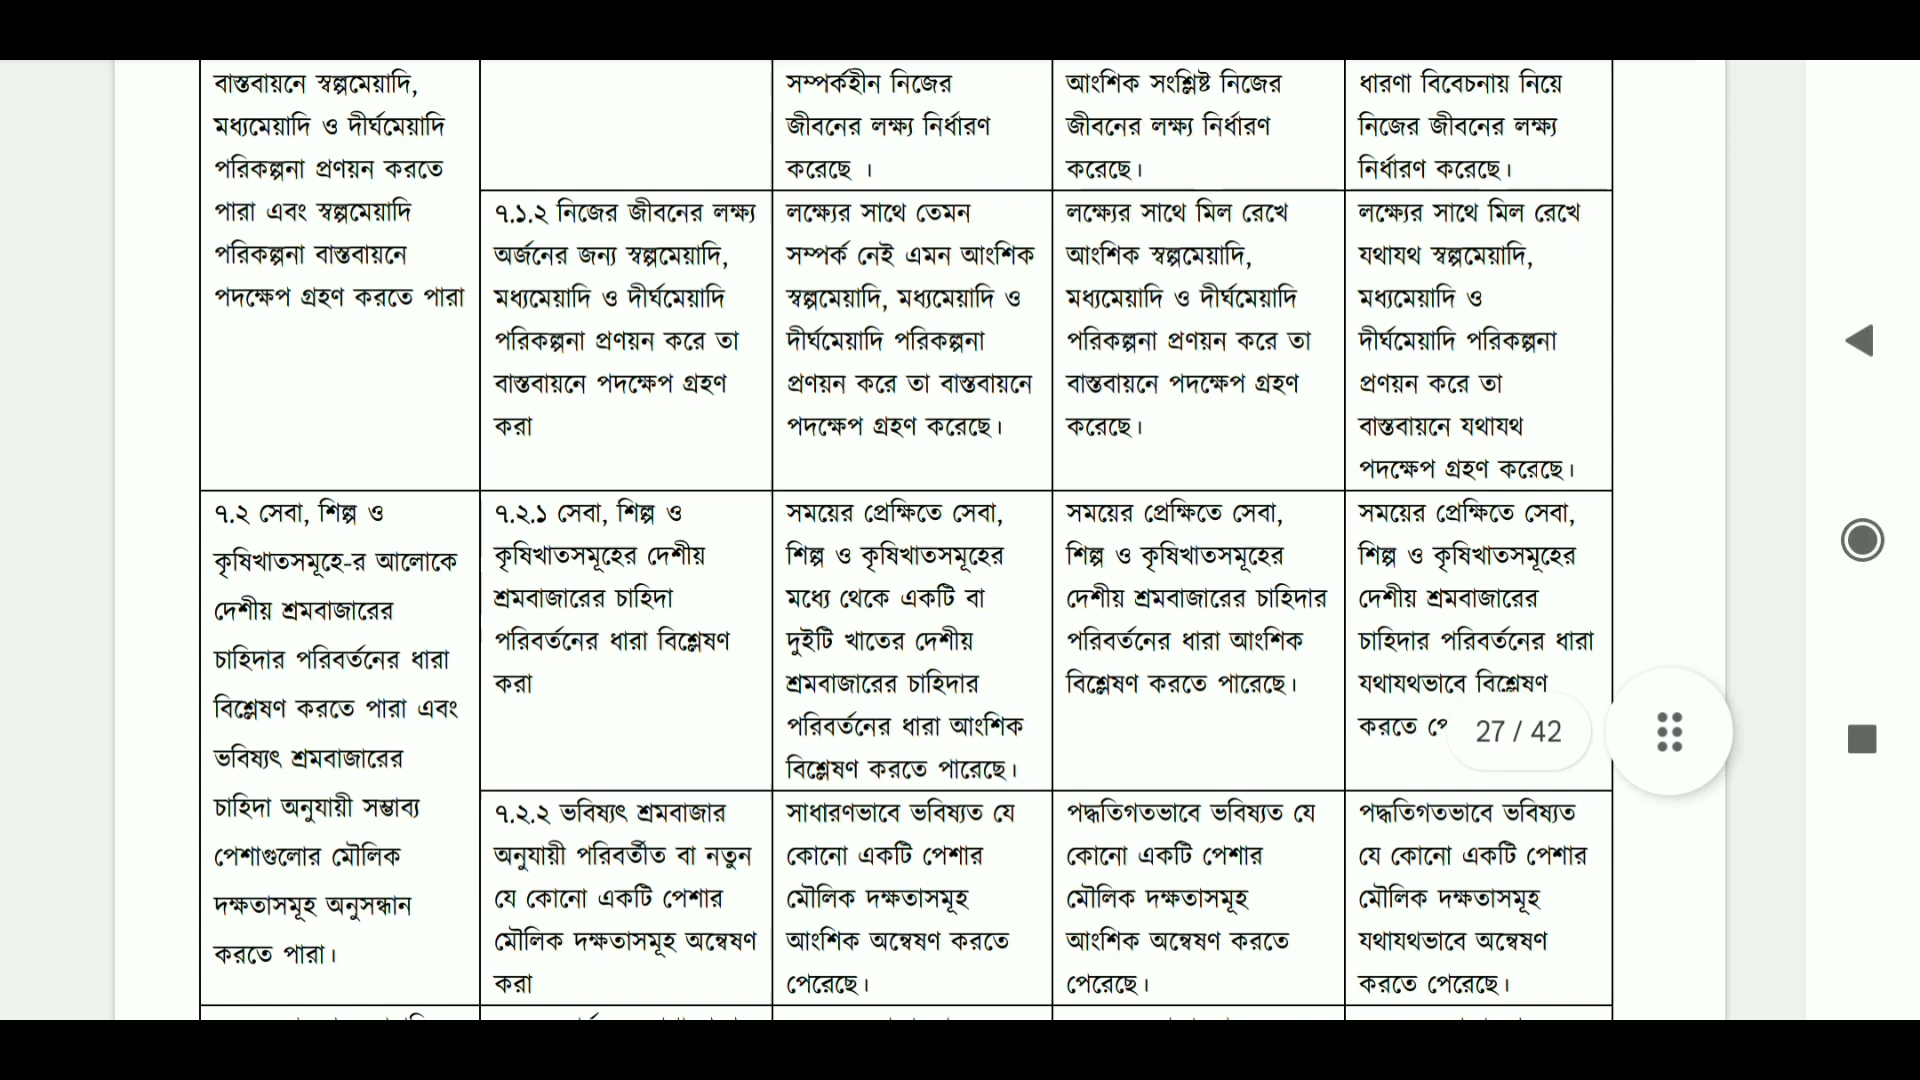 বাস্তবায়নে স্বল্পমেয়াদি,
মধ্যমেয়াদি ও দীর্ঘমেয়াদি
পরিকল্পনা প্রণয়ন করতে
পারা এবং স্বল্পমেয়াদি
পরিকল্পনা বাস্তবায়নে
পদক্ষেপ গ্রহণ করতে পারা
সম্পর্কহীন নিজের
জীবনের লক্ষ্য নির্ধারণ
করেছে ।
আংশিক সংশ্লিষ্ট নিজের
জীবনের লক্ষ্য নির্ধারণ
করেছে।
ধারণা বিবেচনায় নিয়ে
নিজের জীবনের লক্ষ্য
নির্ধারণ করেছে।
৭.১.২ নিজের জীবনের লক্ষ্য
অর্জনের জন্য স্বল্পমেয়াদি,
মধ্যমেয়াদি ও দীর্ঘমেয়াদি
পরিকল্পনা প্রণয়ন করে তা
বাস্তবায়নে পদক্ষেপ গ্রহণ
করা
লক্ষ্যের সাথে তেমন
সম্পর্ক নেই এমন আংশিক
স্বল্পমেয়াদি, মধ্যমেয়াদি ও
দীর্ঘমেয়াদি পরিকল্পনা
প্রণয়ন করে তা বাস্তবায়নে
পদক্ষেপ গ্রহণ করেছে।
লক্ষ্যের সাথে মিল রেখে
আংশিক স্বল্পমেয়াদি,
মধ্যমেয়াদি ও দীর্ঘমেয়াদি
পরিকল্পনা প্রণয়ন করে তা
বাস্তবায়নে পদক্ষেপ গ্রহণ
করেছে।
লক্ষ্যের সাথে মিল রেখে
যথাযথ স্বল্পমেয়াদি,
মধ্যমেয়াদি ও
দীর্ঘমেয়াদি পরিকল্পনা
প্রণয়ন করে তা
বাস্তবায়নে যথাযথ
পদক্ষেপ গ্রহণ করেছে।
৭.২ সেবা, শিল্প ও
কৃষিখাতসমূহে-র আলোকে
দেশীয় শ্রমবাজারের
চাহিদার পরিবর্তনের ধারা
বিশ্লেষণ করতে পারা এবং
ভবিষ্যৎ শ্রমবাজারের
চাহিদা অনুযায়ী সম্ভাব্য
পেশাগুলোর মৌলিক
দক্ষতাসমূহ অনুসন্ধান
করতে পারা।
৭.২.১ সেবা, শিল্প ও
কৃষিখাতসমূহের দেশীয়
শ্রমবাজারের চাহিদা
পরিবর্তনের ধারা বিশ্লেষণ
করা
সময়ের প্রেক্ষিতে সেবা,
শিল্প ও কৃষিখাতসমূহের
মধ্যে থেকে একটি বা
দুইটি খাতের দেশীয়
শ্রমবাজারের চাহিদার
পরিবর্তনের ধারা আংশিক
বিশ্লেষণ করতে পারেছে।
সময়ের প্রেক্ষিতে সেবা,
শিল্প ও কৃষিখাতসমূহের
দেশীয় শ্রমবাজারের চাহিদার
পরিবর্তনের ধারা আংশিক
বিশ্লেষণ করতে পারেছে।
সময়ের প্রেক্ষিতে সেবা,
শিল্প ও কৃষিখাতসমূহের
দেশীয় শ্রমবাজারের
চাহিদার পরিবর্তনের ধারা
যথাযথভাবে বিশ্লেষণ
করতে
27 / 42
৭.২.২ ভবিষ্যৎ শ্রমবাজার
অনুযায়ী পরিবর্তীত বা নতুন
যে কোনো একটি পেশার
মৌলিক দক্ষতাসমূহ অন্বেষণ
করা
সাধারণভাবে ভবিষ্যত যে
কোনো একটি পেশার
মৌলিক দক্ষতাসমূহ
আংশিক অন্বেষণ করতে
পেরেছে।
পদ্ধতিগতভাবে ভবিষ্যত যে
কোনো একটি পেশার
মৌলিক দক্ষতাসমূহ
আংশিক অন্বেষণ করতে
পেরেছে।
পদ্ধতিগতভাবে ভবিষ্যত
যে কোনো একটি পেশার
মৌলিক দক্ষতাসমূহ
যথাযথভাবে অন্বেষণ
করতে পেরেছে।